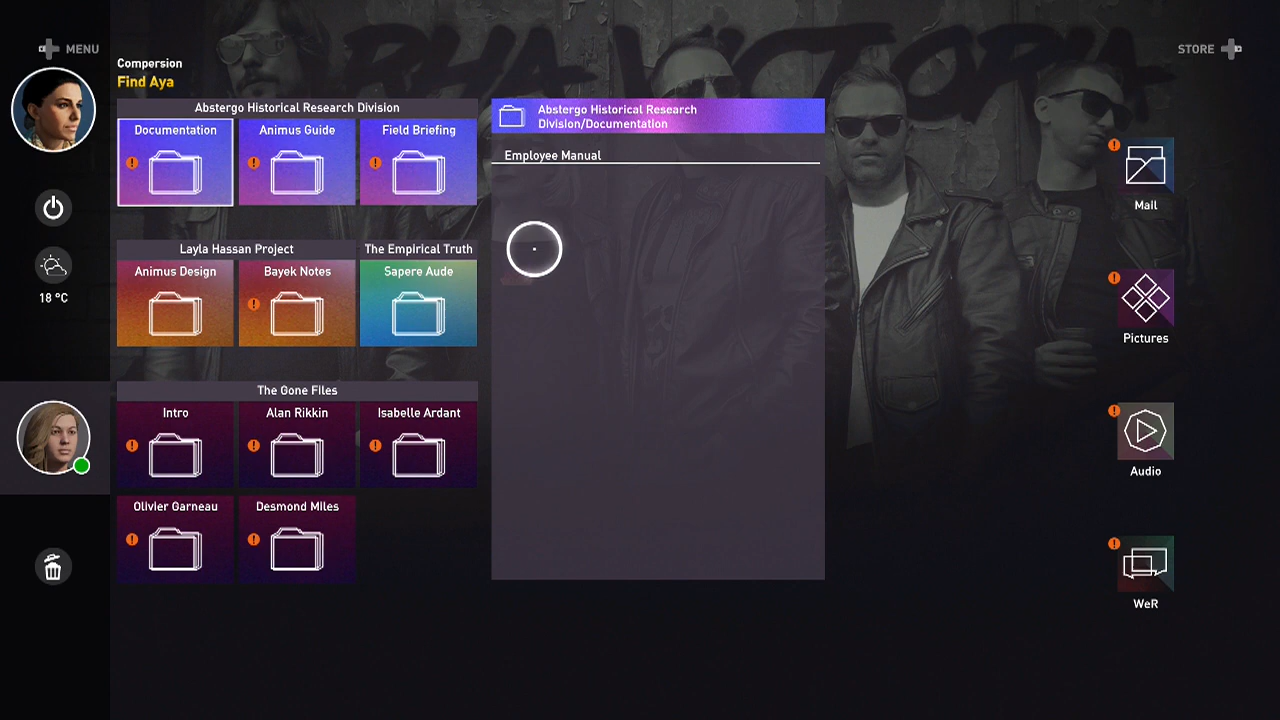 MENU
STORE
Compersion
Find Aya
Abstergo Historical Research Division
Documentation
Animus Guide
Field Briefing
Layla Hassan Project
The Empirical Truth
Animus Design
Bayek Notes
Sapere Aude
The Gone Files
Intro
Alan Rikkin
Isabelle Ardant
Olivier Garneau
Desmond Miles
Abstergo Historical Research
Division/Documentation
Employee Manual
18 °C
Mail
Pictures
Audio
WeR